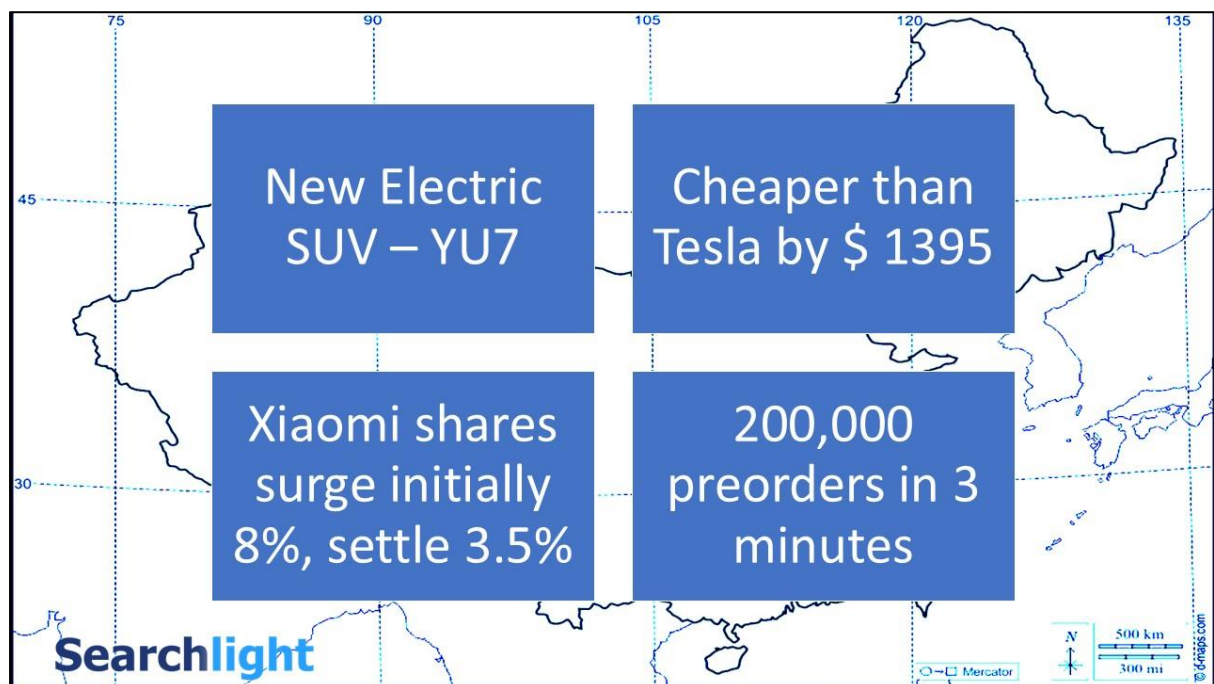 75 90 105 120 135
45
New Electric
SUV – YU7
Cheaper than
Tesla by $ 1395
30
Xiaomi shares
surge initially
8%, settle 3.5%
200,000
preorders in 3
minutes
Searchlight
Mercator
N
500 km
300 mi
© d-maps.com